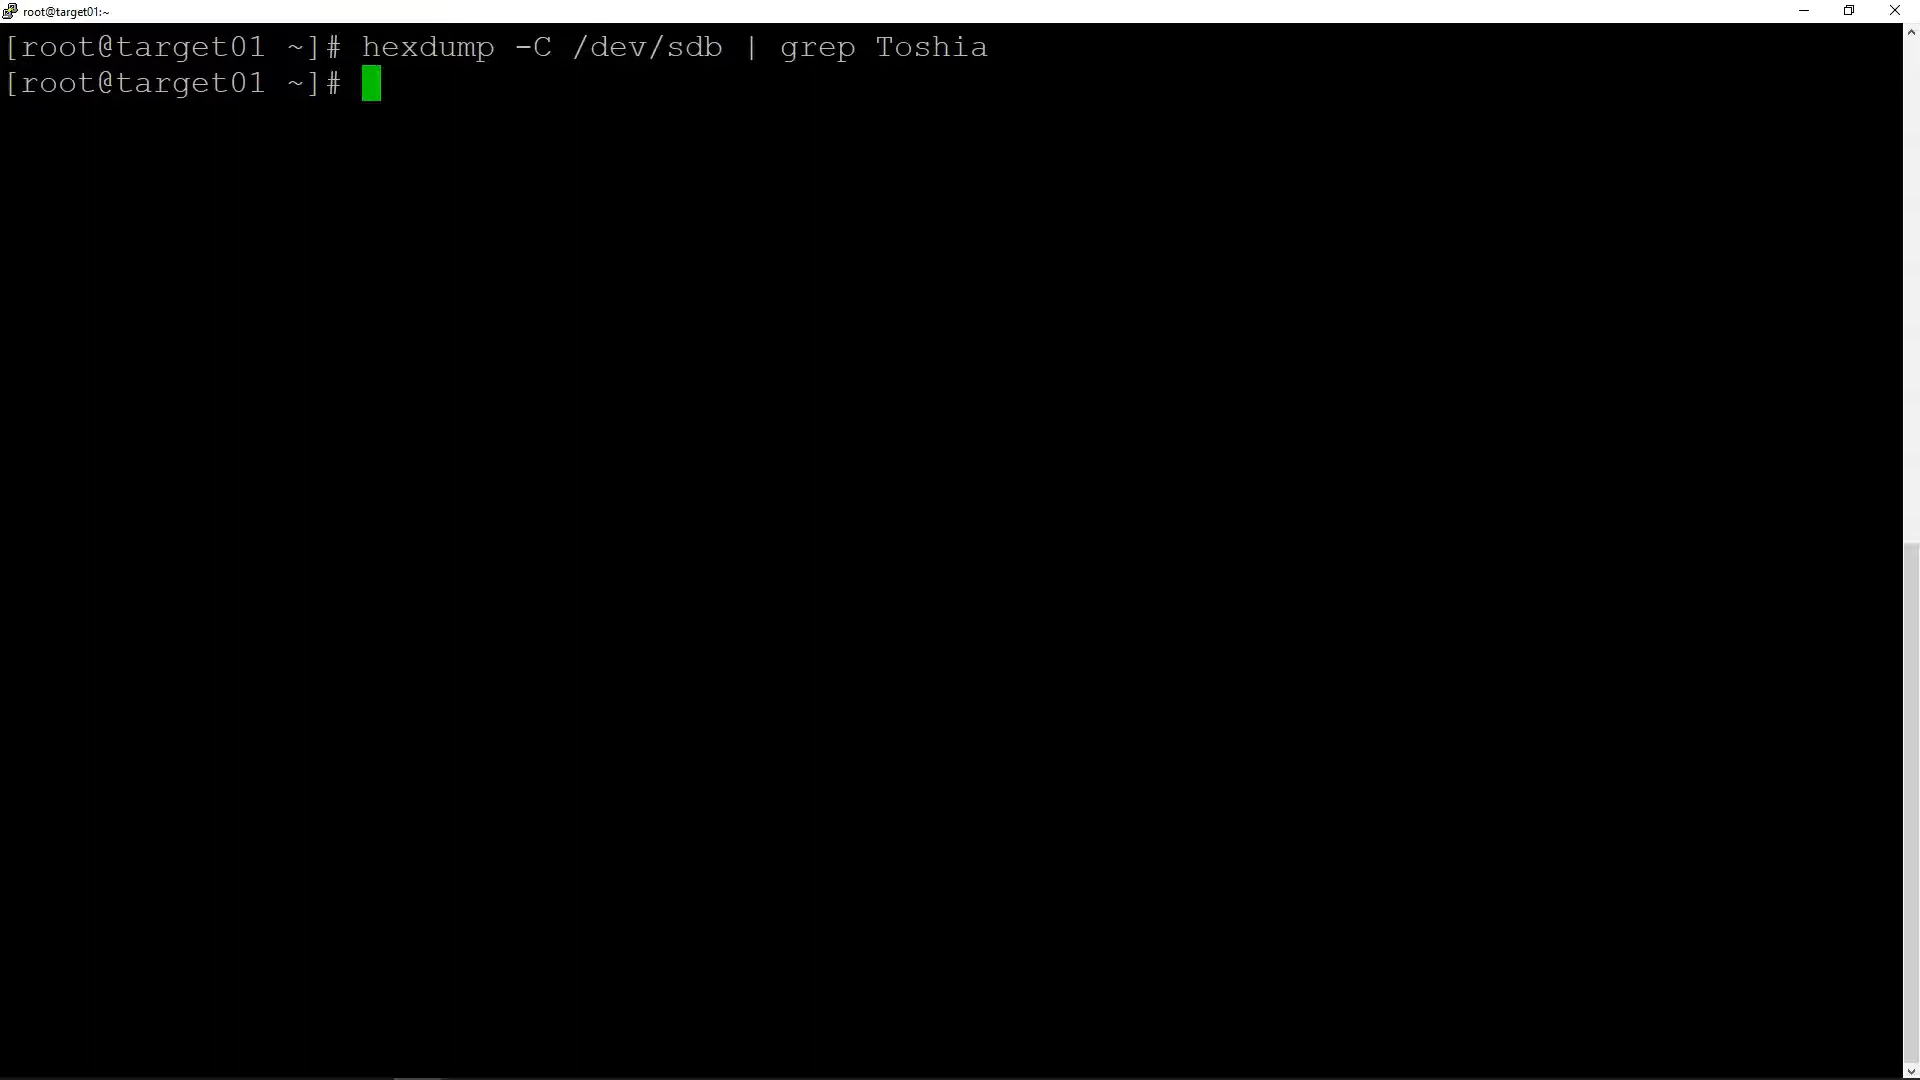 root@target01:~
[root@target01 ~]# hexdump -C /dev/sdb | grep Toshia
[root@target01 ~]#